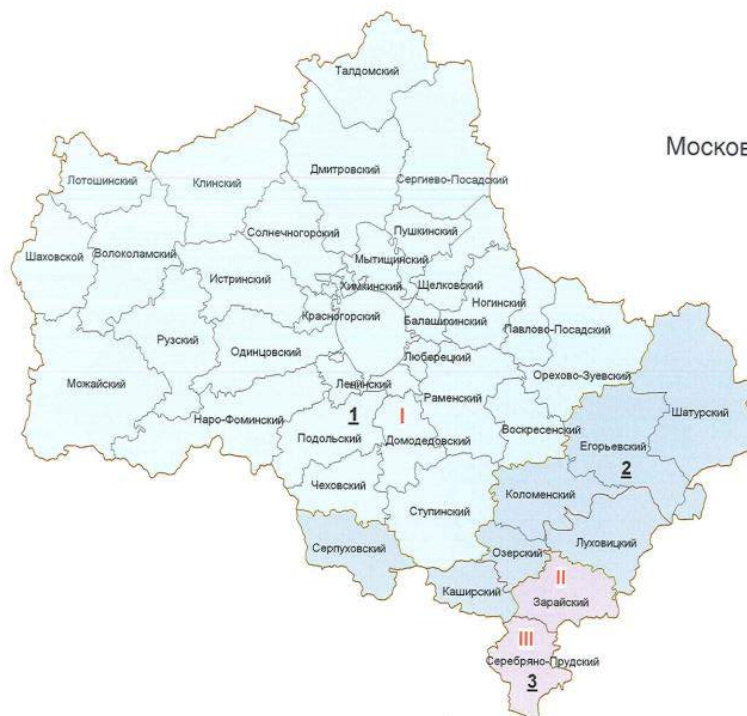 Талдомский
Москов
Дмитровский
Лотошинский
Клинский
Сергиево-Посадский
Солнечногорский
Пушкинский
Шаховской
Волоколамский
Мытищинский
Истринский
Химкинский
Щелковский
Ногинский
Красногорский
Балашихинский
Павлово-Посадский
Рузский
Одинцовский
Люберецкий
Орехово-Зуевский
Можайский
Ленинский
Раменский
Шатурский
Наро-Фоминский
1
I
Воскресенский
Подольский
Домодедовский
Егорьевский
2
Чеховский
Коломенский
Ступинский
Серпуховский
Озерский
Луховицкий
II
Каширский
Зарайский
III
Серебряно-Прудский
3